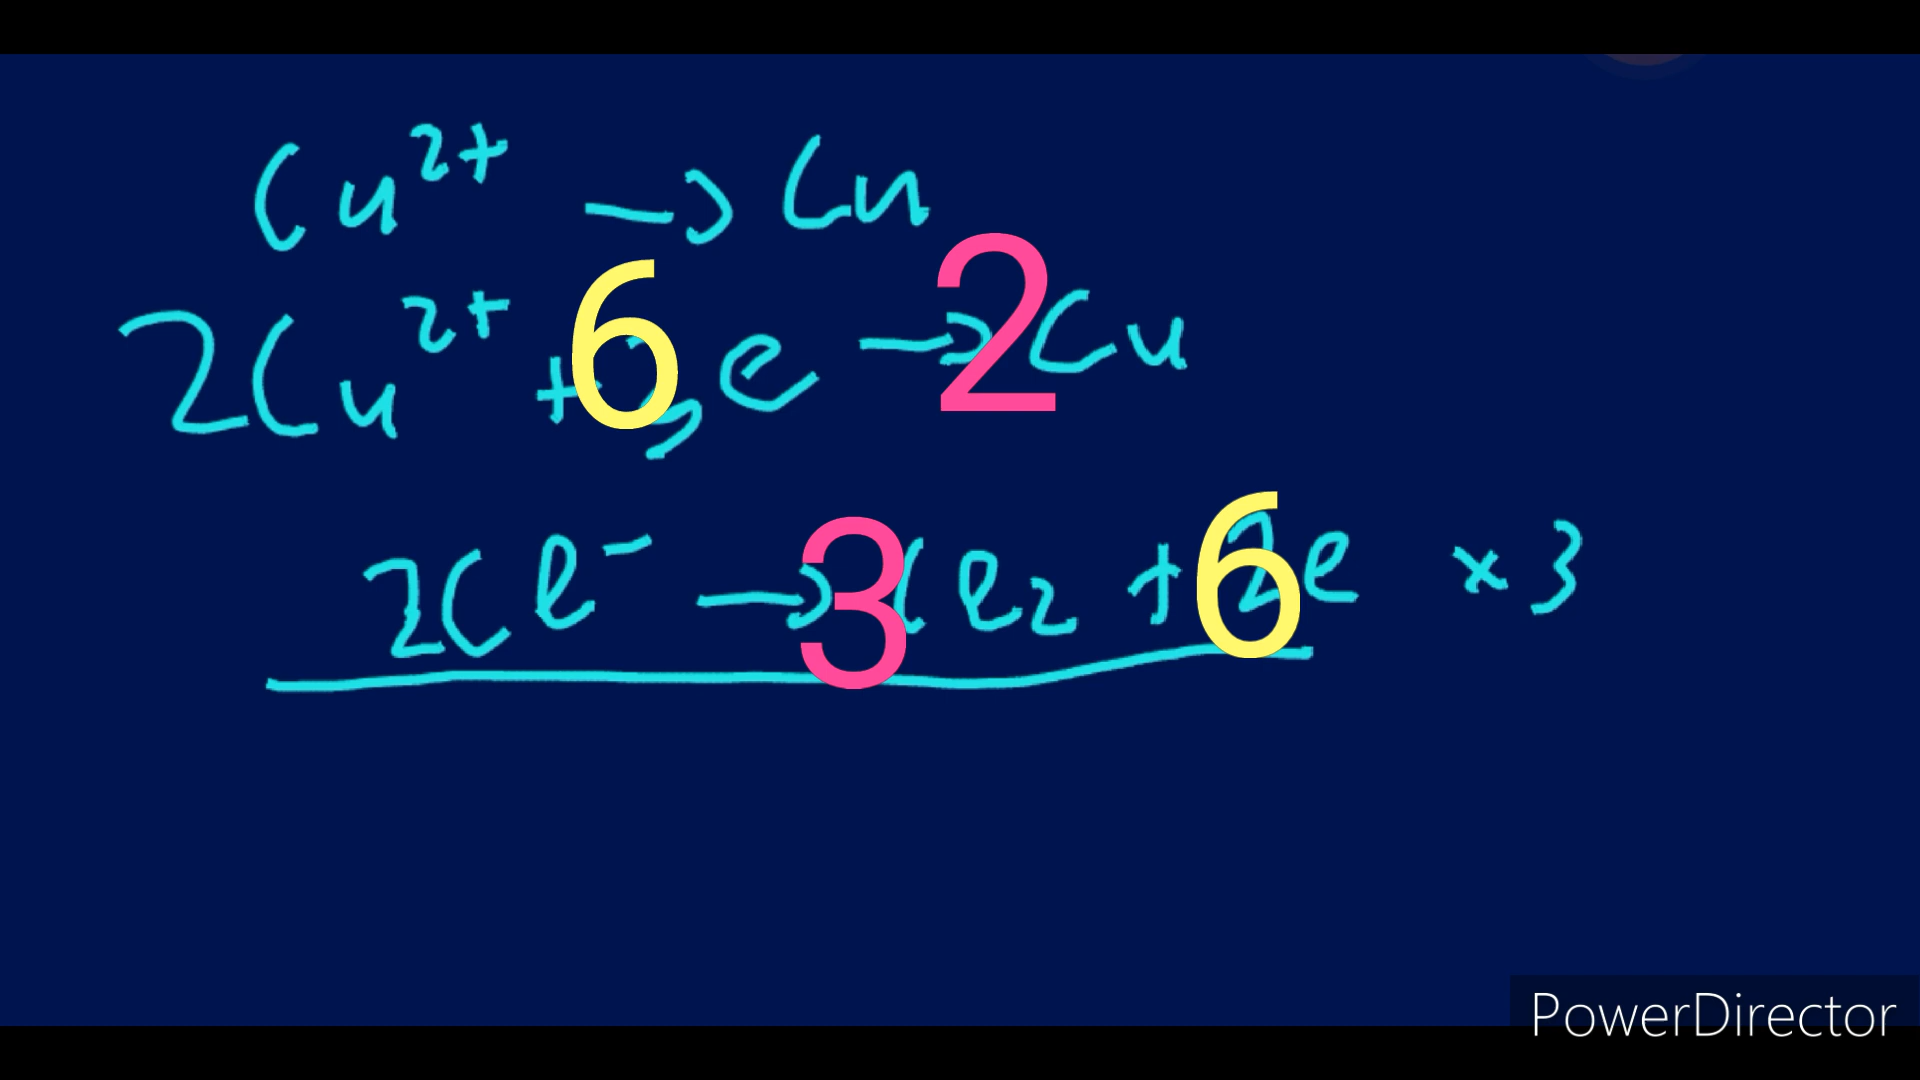 Cu²⁺ → Cu
2Cu²⁺ + 6e → 2Cu
2Cl⁻ → 3Cl₂ + 6e × 3
PowerDirector